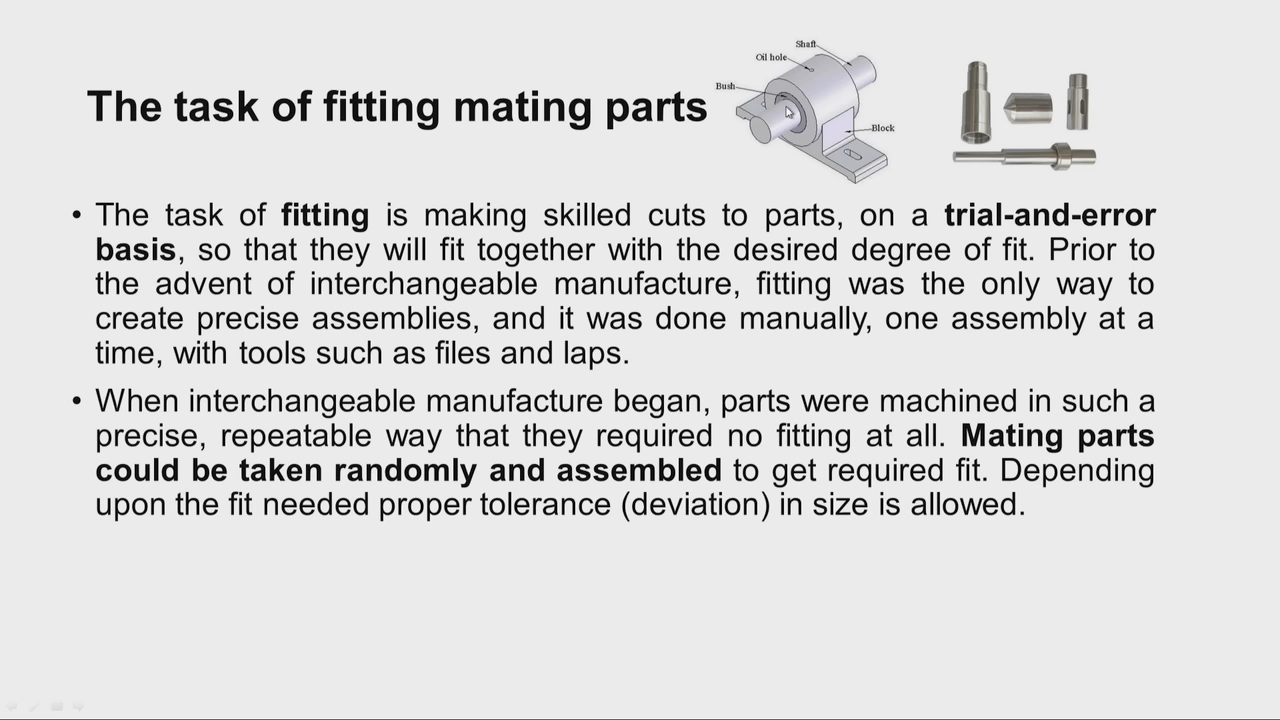 The task of fitting mating parts
Shaft
Oil hole
Bush
Block
• The task of fitting is making skilled cuts to parts, on a trial-and-error
basis, so that they will fit together with the desired degree of fit. Prior to
the advent of interchangeable manufacture, fitting was the only way to
create precise assemblies, and it was done manually, one assembly at a
time, with tools such as files and laps.
• When interchangeable manufacture began, parts were machined in such a
precise, repeatable way that they required no fitting at all. Mating parts
could be taken randomly and assembled to get required fit. Depending
upon the fit needed proper tolerance (deviation) in size is allowed.